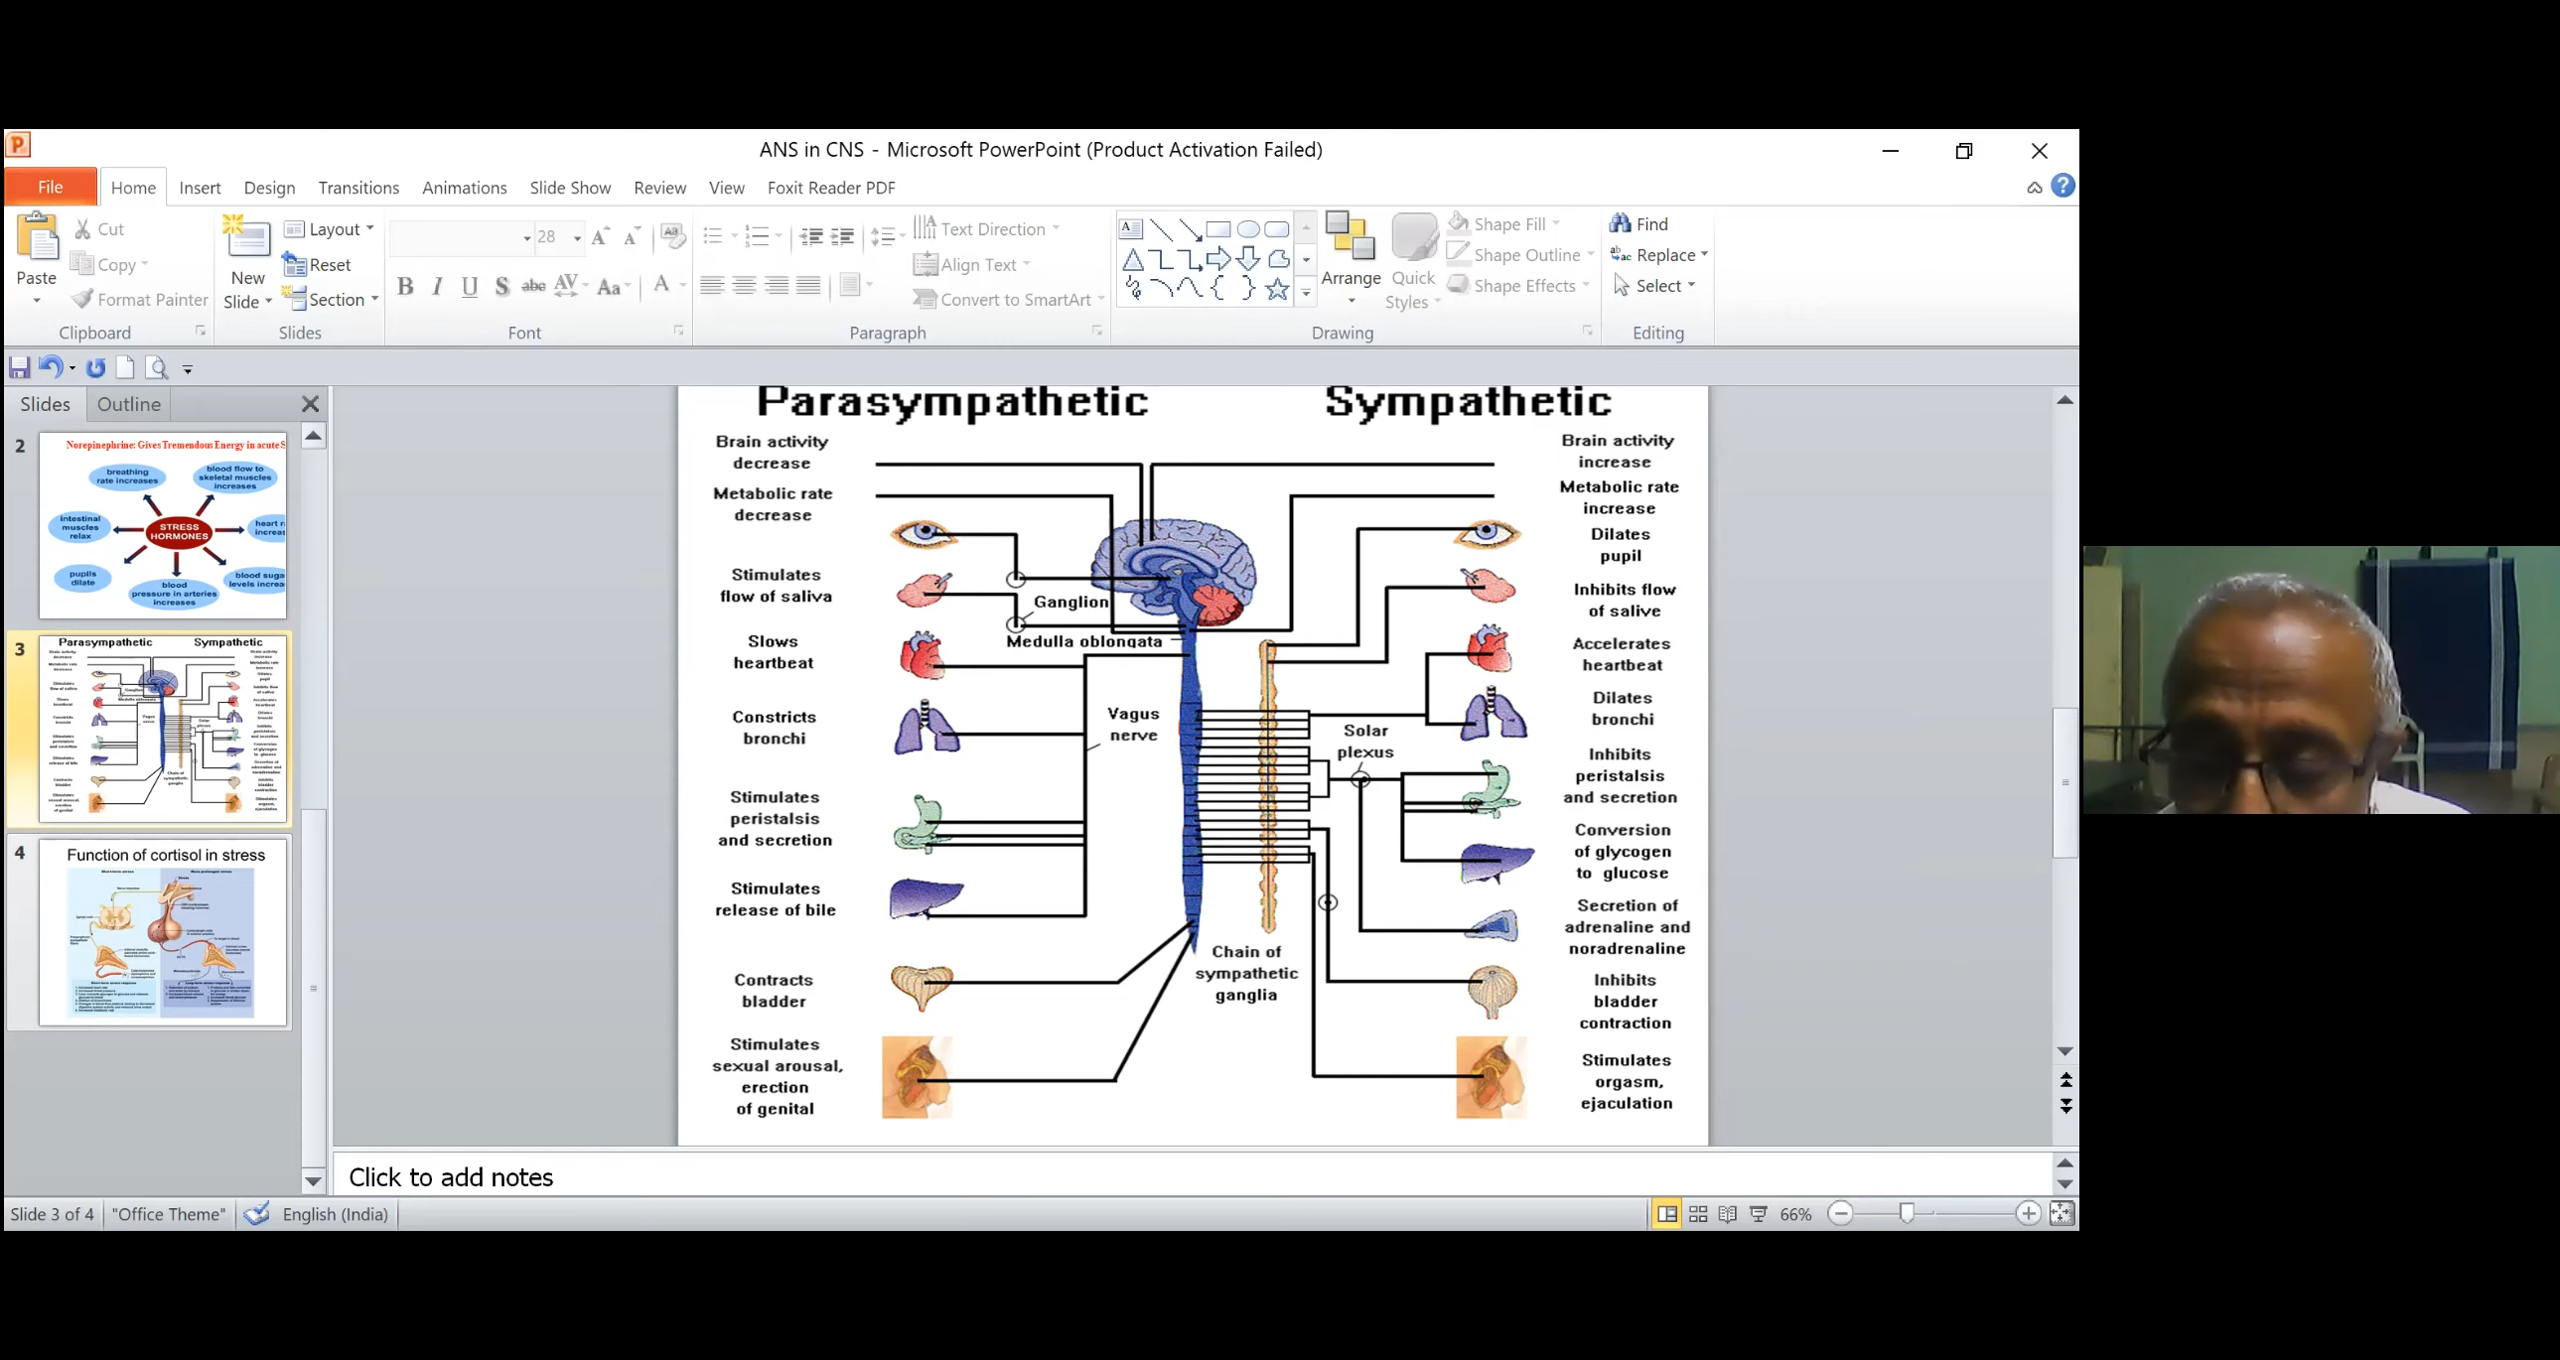 ANS in CNS - Microsoft PowerPoint (Product Activation Failed)
File Home Insert Design Transitions Animations Slide Show Review View Foxit Reader PDF
Paste
Cut
Copy
Format Painter
Clipboard
New
Slide
Layout
Reset
Section
Slides
28
Font
Text Direction
Align Text
Convert to SmartArt
Paragraph
Arrange
Quick
Styles
Shape Fill
Shape Outline
Shape Effects
Drawing
Find
Replace
Select
Editing
Slides Outline
2
Norepinephrine: Gives Tremendous Energy in acute S
breathing
rate increases
blood flow to
skeletal muscles
increases
intestinal
muscles
relax
STRESS
HORMONES
heart r
increas
pupils
dilate
blood
pressure in arteries
increases
blood suga
levels increa
3
Parasympathetic Sympathetic
4
Function of cortisol in stress
Parasympathetic
Sympathetic
Brain activity
decrease
Metabolic rate
decrease
Stimulates
flow of saliva
Slows
heartbeat
Constricts
bronchi
Stimulates
peristalsis
and secretion
Stimulates
release of bile
Contracts
bladder
Stimulates
sexual arousal,
erection
of genital
Ganglion
Medulla oblongata
Vagus
nerve
Solar
plexus
Chain of
sympathetic
ganglia
Brain activity
increase
Metabolic rate
increase
Dilates
pupil
Inhibits flow
of salive
Accelerates
heartbeat
Dilates
bronchi
Inhibits
peristalsis
and secretion
Conversion
of glycogen
to glucose
Secretion of
adrenaline and
noradrenaline
Inhibits
bladder
contraction
Stimulates
orgasm,
ejaculation
Click to add notes
Slide 3 of 4 "Office Theme" English (India) 66%